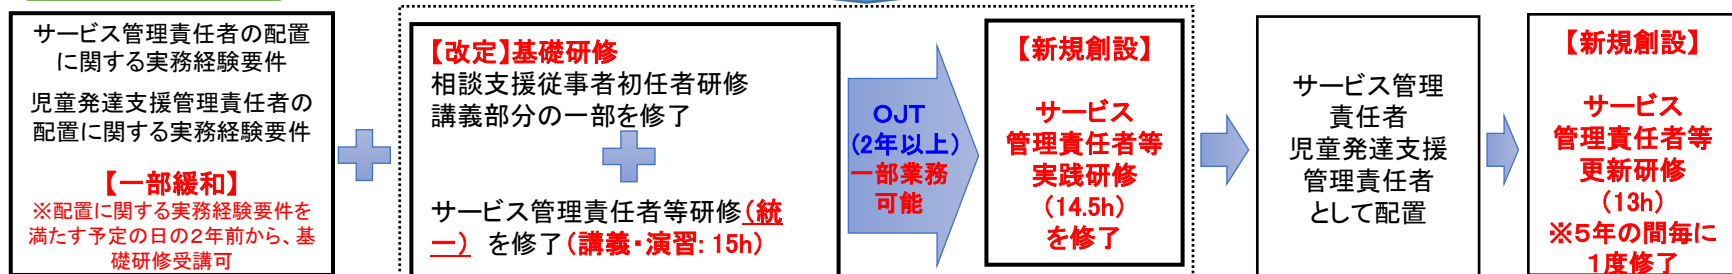 サービス管理責任者の配置
に関する実務経験要件
児童発達支援管理責任者の
配置に関する実務経験要件
【一部緩和】
※配置に関する実務経験要件を
満たす予定の日の2年前から、基
礎研修受講可
【改定】基礎研修
相談支援従事者初任者研修
講義部分の一部を修了
サービス管理責任者等研修(統
一) を修了(講義・演習: 15h)
OJT
(2年以上)
一部業務
可能
【新規創設】
サービス
管理責任者等
実践研修
(14.5h)
を修了
サービス管理
責任者
児童発達支援
管理責任者
として配置
【新規創設】
サービス
管理責任者等
更新研修
(13h)
※5年の間毎に
1度修了